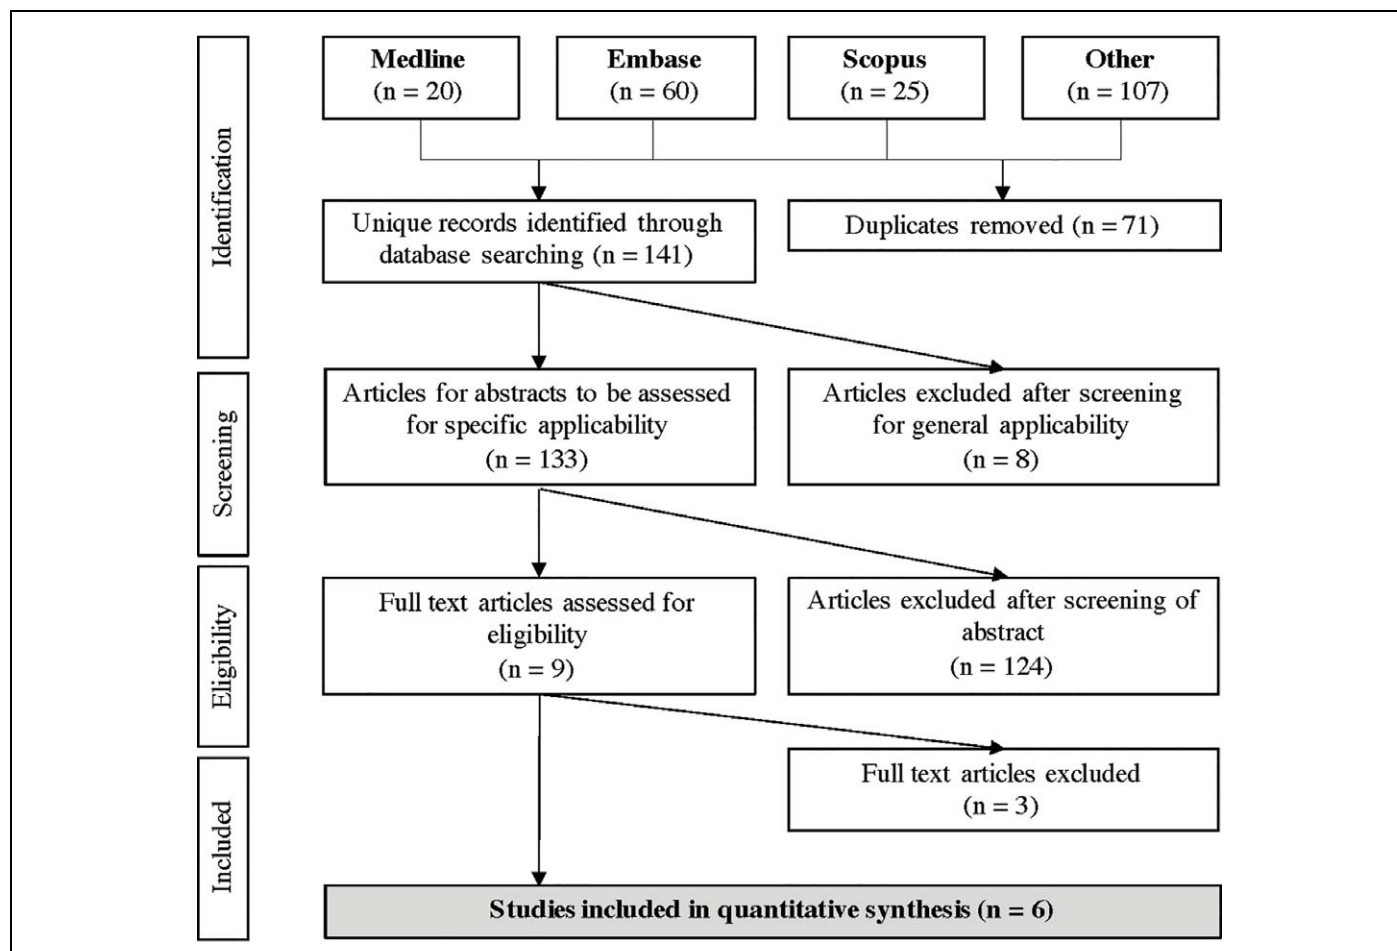 Identification
Medline
(n = 20)
Embase
(n = 60)
Scopus
(n = 25)
Other
(n = 107)
Unique records identified through
database searching (n = 141)
Duplicates removed (n = 71)
Screening
Articles for abstracts to be assessed
for specific applicability
(n = 133)
Articles excluded after screening
for general applicability
(n = 8)
Eligibility
Full text articles assessed for
eligibility
(n = 9)
Articles excluded after screening of
abstract
(n = 124)
Included
Full text articles excluded
(n = 3)
Studies included in quantitative synthesis (n = 6)